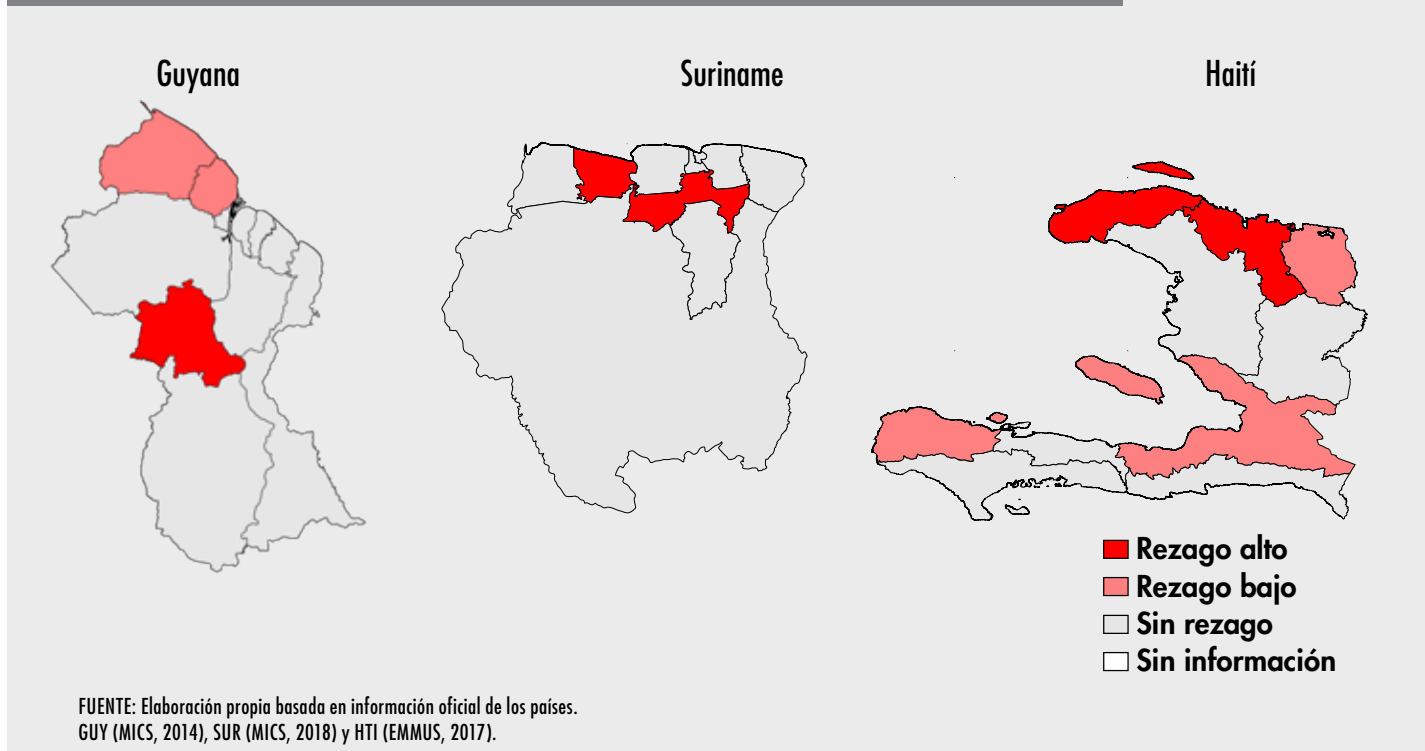 Guyana
Suriname
Haití
Rezago alto
Rezago bajo
Sin rezago
Sin información
FUENTE: Elaboración propia basada en información oficial de los países.
GUY (MICS, 2014), SUR (MICS, 2018) y HTI (EMMUS, 2017).